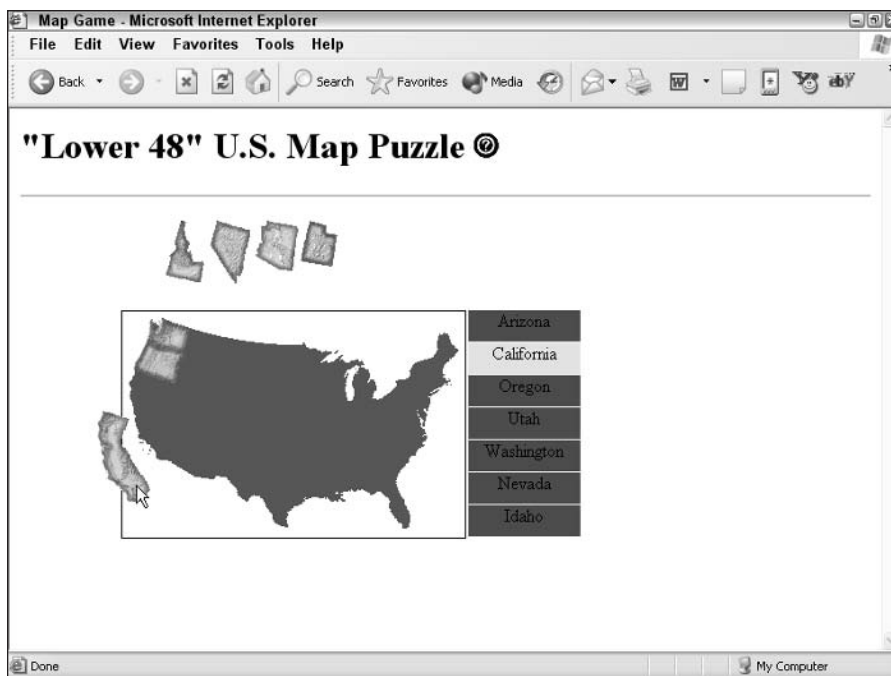 Map Game - Microsoft Internet Explorer
File Edit View Favorites Tools Help
Back Search Favorites Media W ebY
"Lower 48" U.S. Map Puzzle ?
Arizona
California
Oregon
Utah
Washington
Nevada
Idaho
Done My Computer